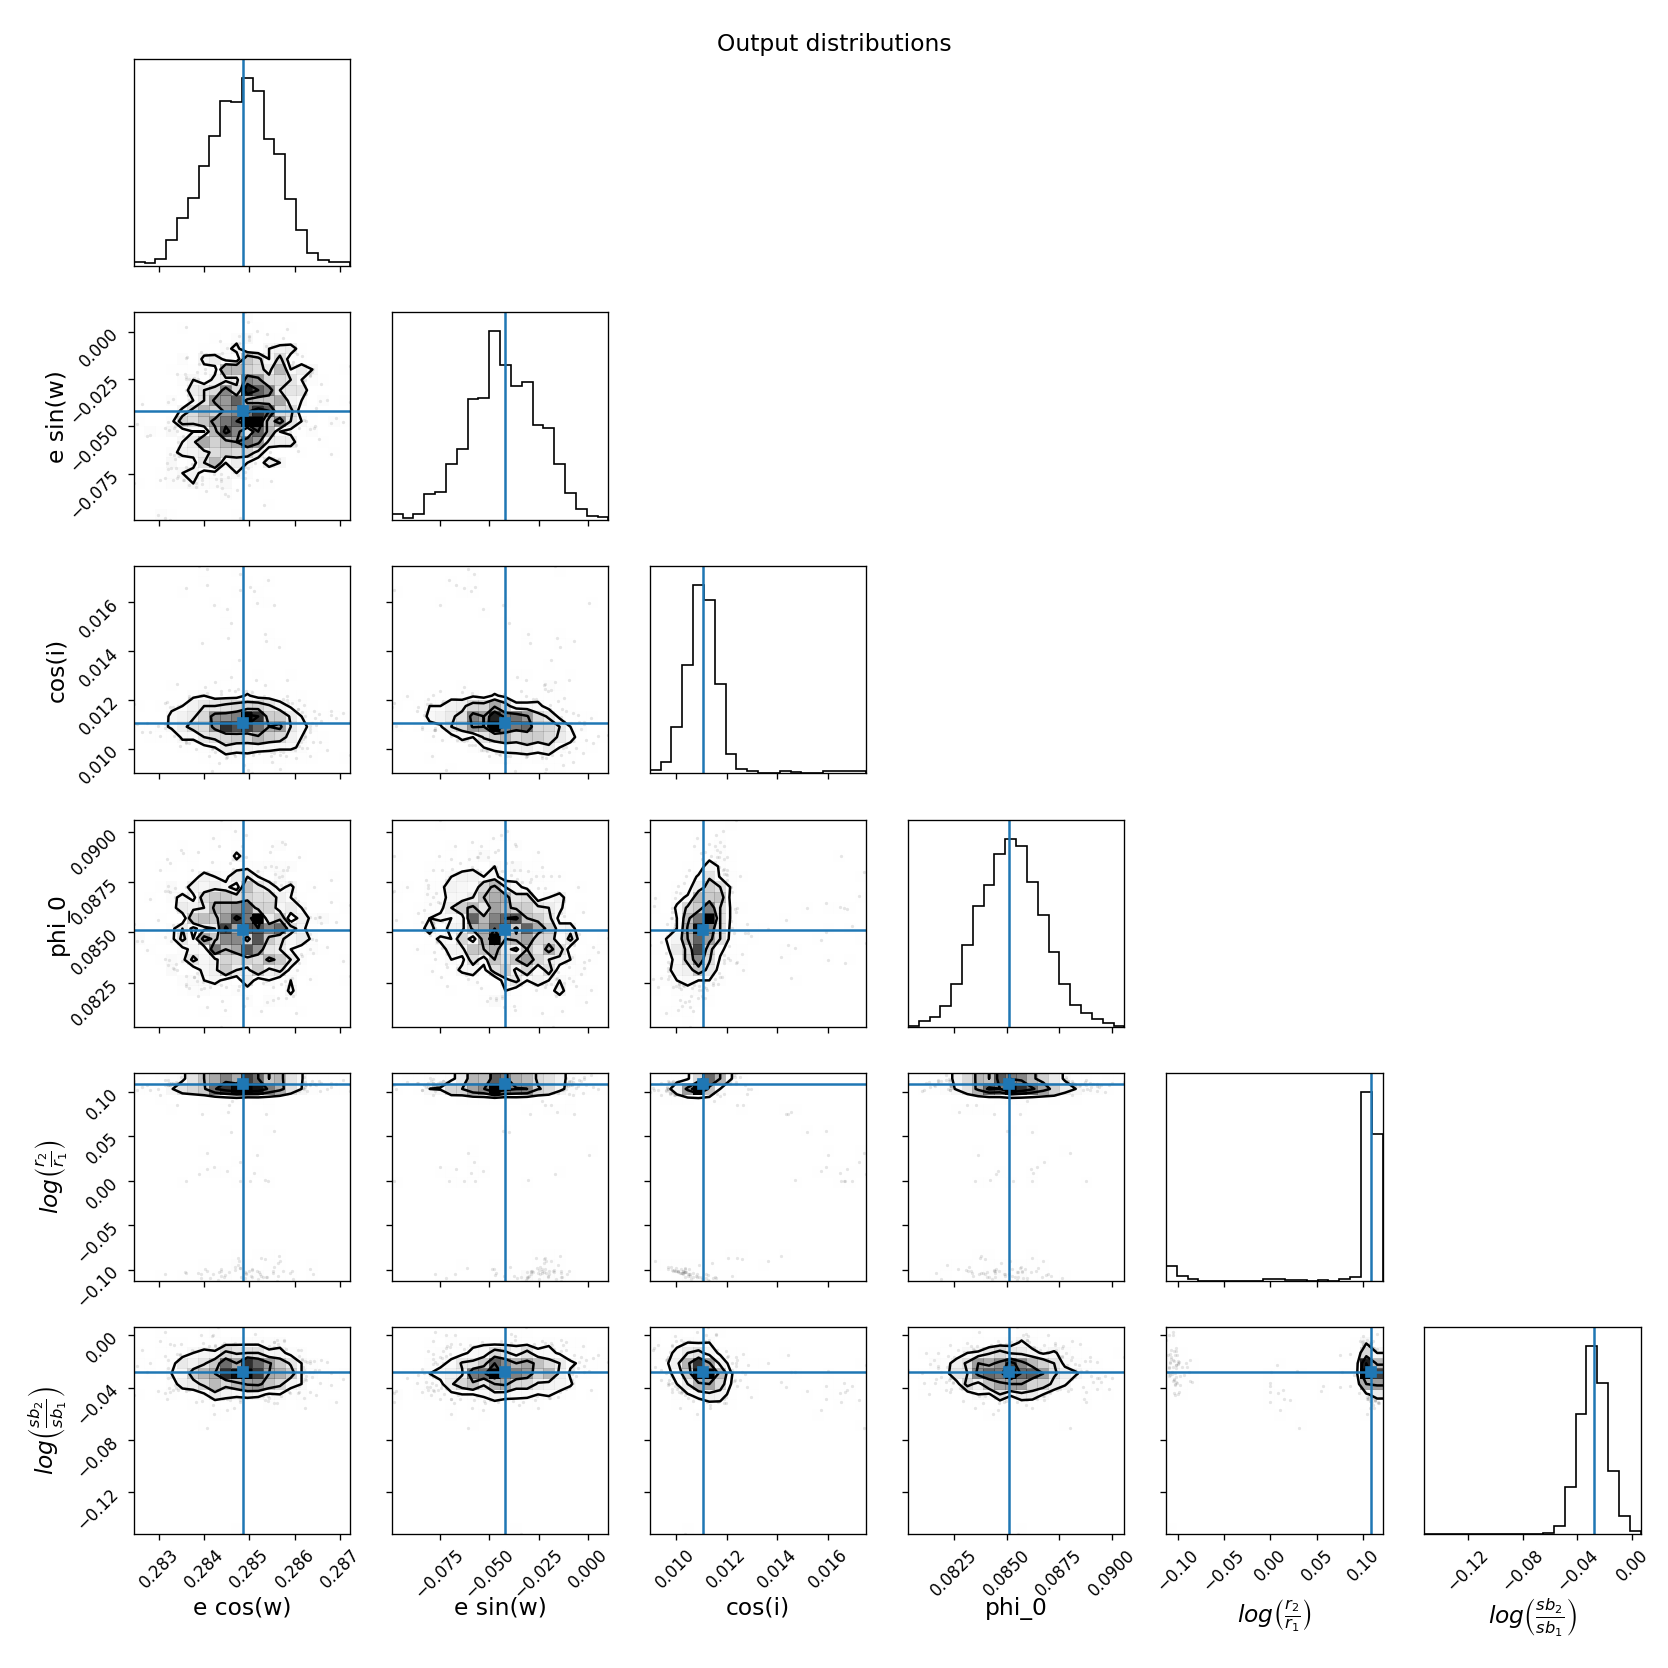 Output distributions
e sin(w)
0.000
−0.025
−0.050
−0.075
cos(i)
0.016
0.014
0.012
0.010
phi_0
0.0900
0.0875
0.0850
0.0825
log(r₂/r₁)
0.10
0.05
0.00
−0.05
−0.10
log(sb₂/sb₁)
0.00
−0.04
−0.08
−0.12
0.283 0.284 0.285 0.286 0.287
e cos(w)
−0.075 −0.050 −0.025 0.000
e sin(w)
0.010 0.012 0.014 0.016
cos(i)
0.0825 0.0850 0.0875 0.0900
phi_0
−0.10 −0.05 0.00 0.05 0.10
log(r₂/r₁)
−0.12 −0.08 −0.04 0.00
log(sb₂/sb₁)